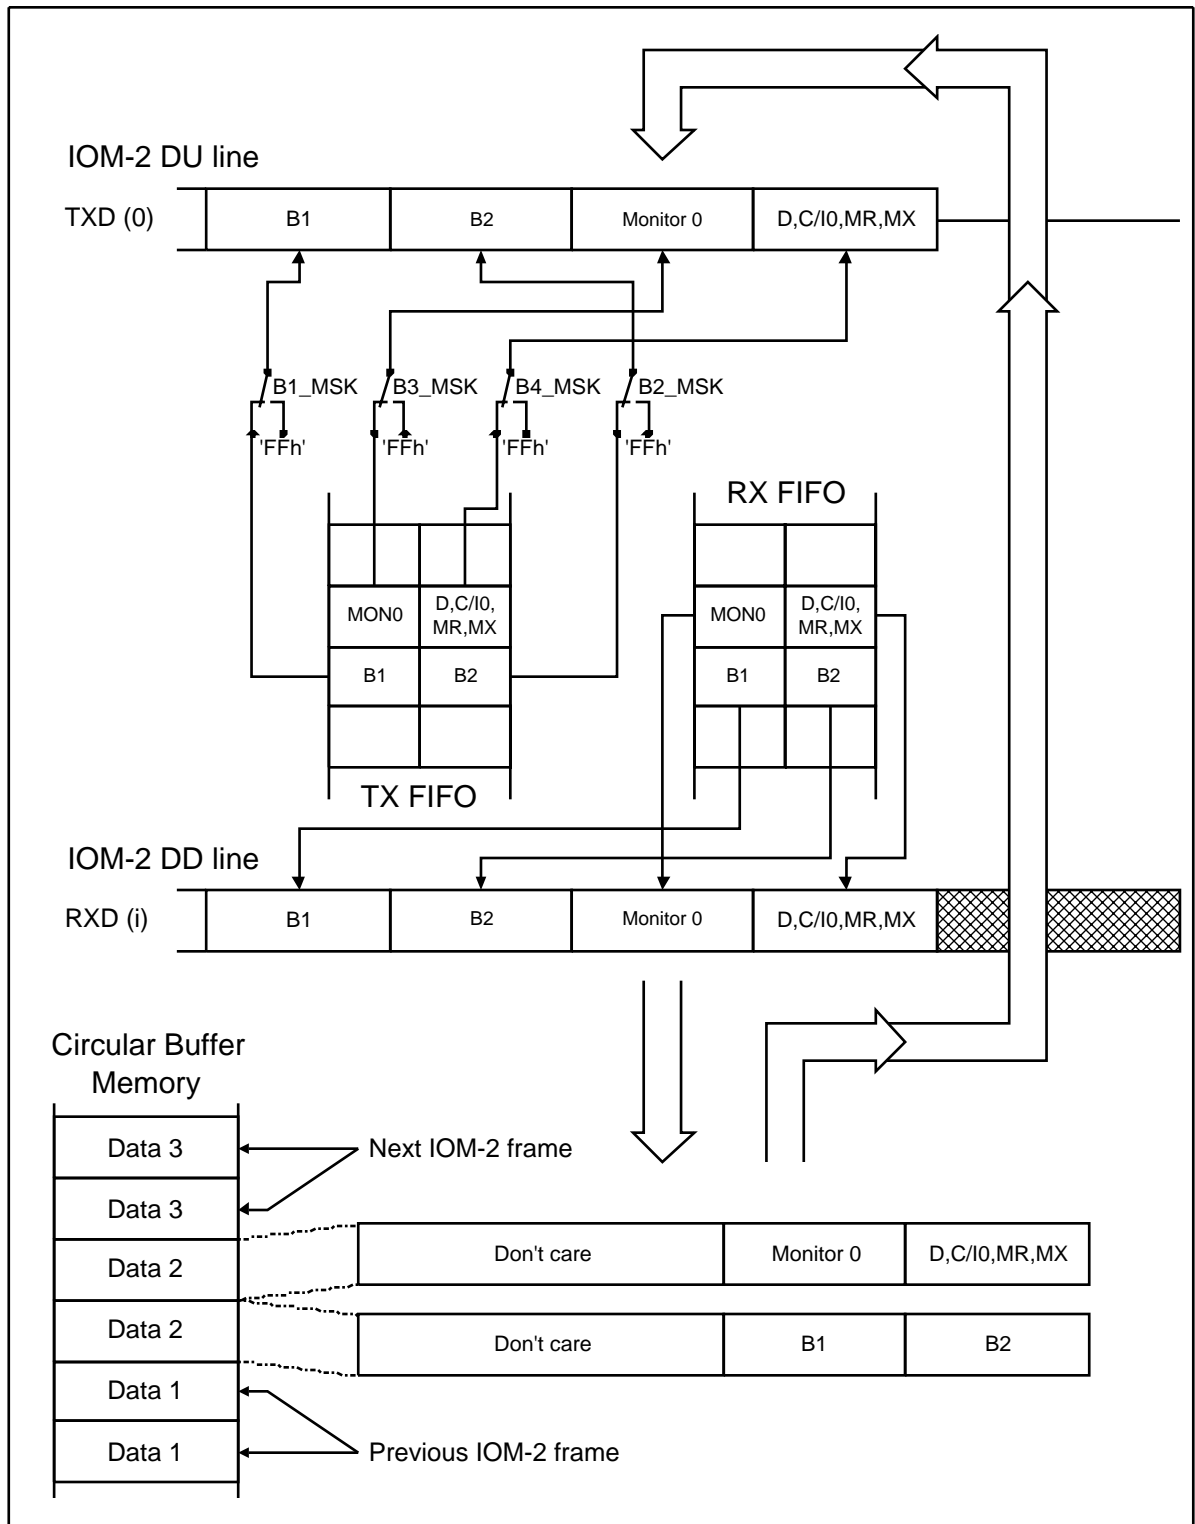 IOM-2 DU line
TXD (0)
B1
B2
Monitor 0
D,C/I0,MR,MX
B1_MSK
B3_MSK
B4_MSK
B2_MSK
'FFh'
'FFh'
'FFh'
'FFh'
RX FIFO
MON0
D,C/I0,
MR,MX
B1
B2
TX FIFO
MON0
D,C/I0,
MR,MX
B1
B2
IOM-2 DD line
RXD (i)
B1
B2
Monitor 0
D,C/I0,MR,MX
Circular Buffer
Memory
Data 3
Next IOM-2 frame
Data 3
Data 2
Don't care
Monitor 0
D,C/I0,MR,MX
Data 2
Don't care
B1
B2
Data 1
Data 1
Previous IOM-2 frame